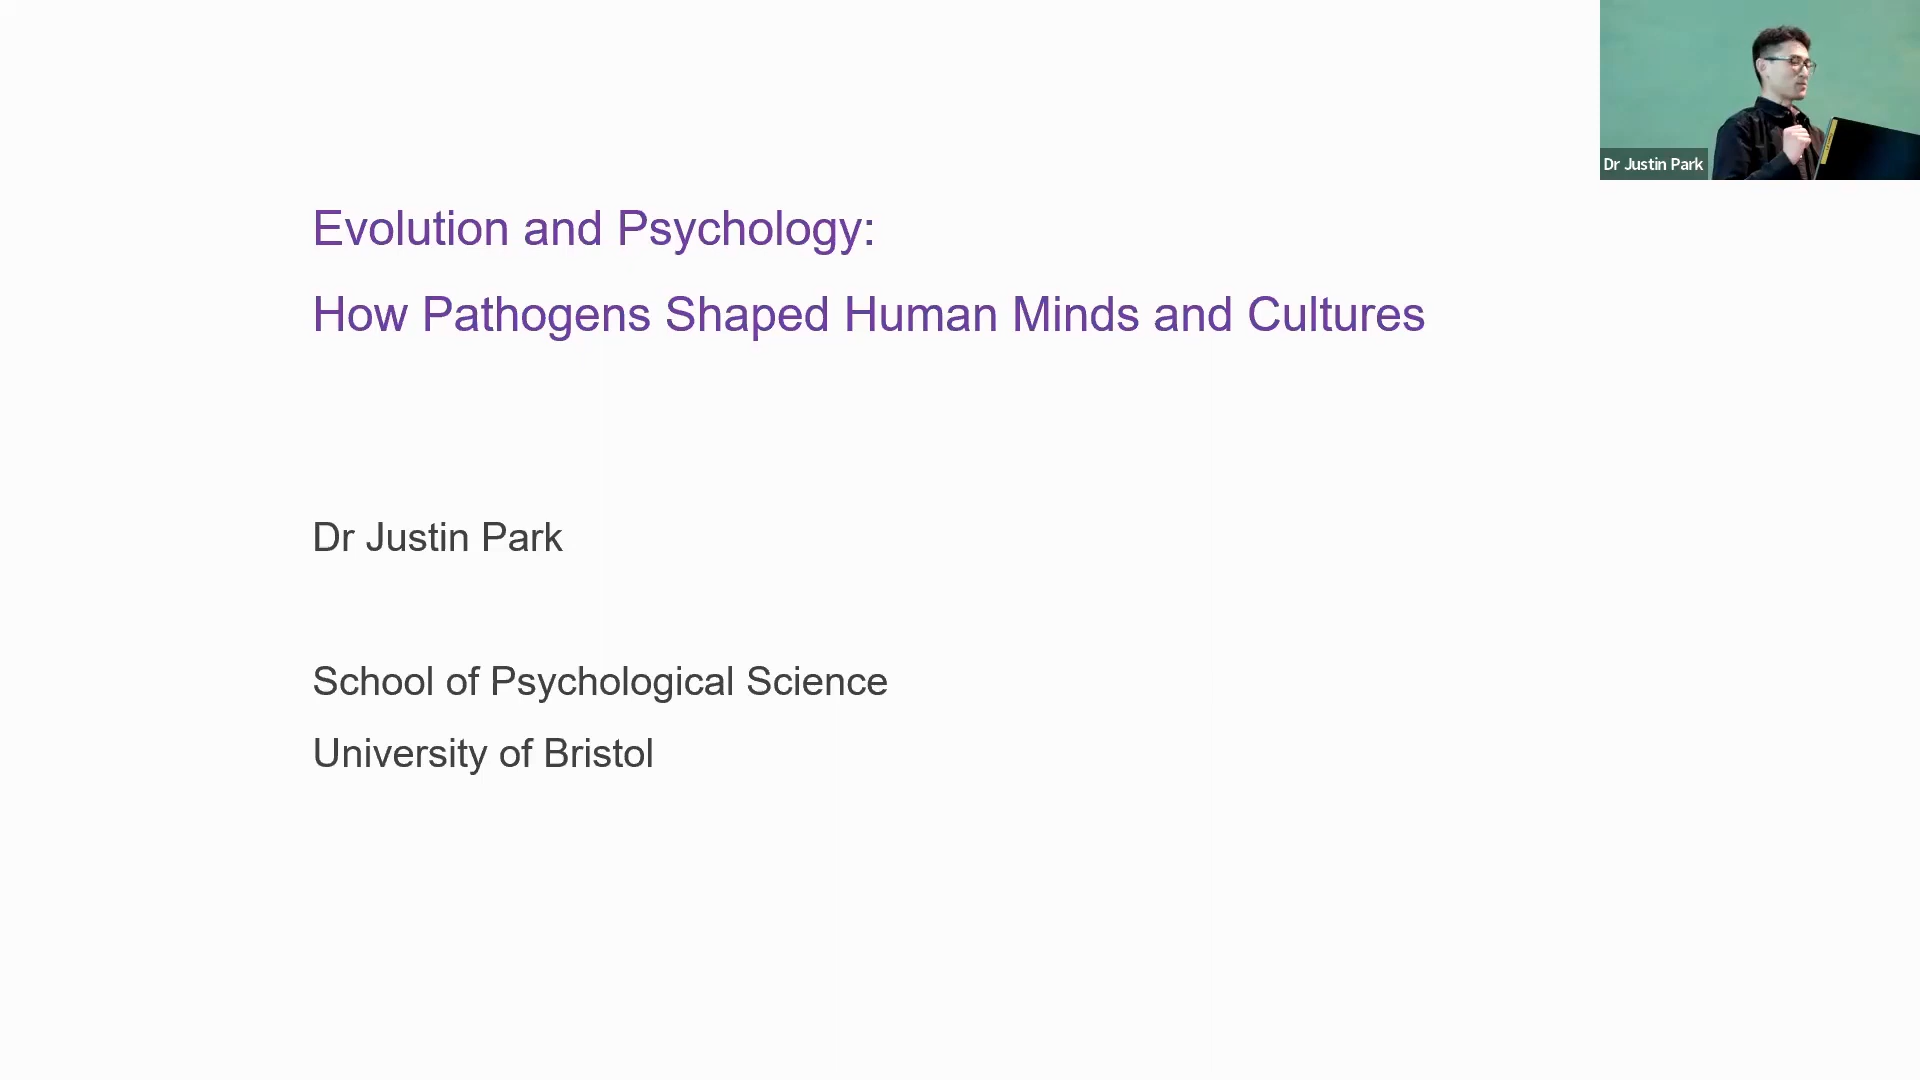 Evolution and Psychology:
How Pathogens Shaped Human Minds and Cultures
Dr Justin Park
School of Psychological Science
University of Bristol
Dr Justin Park